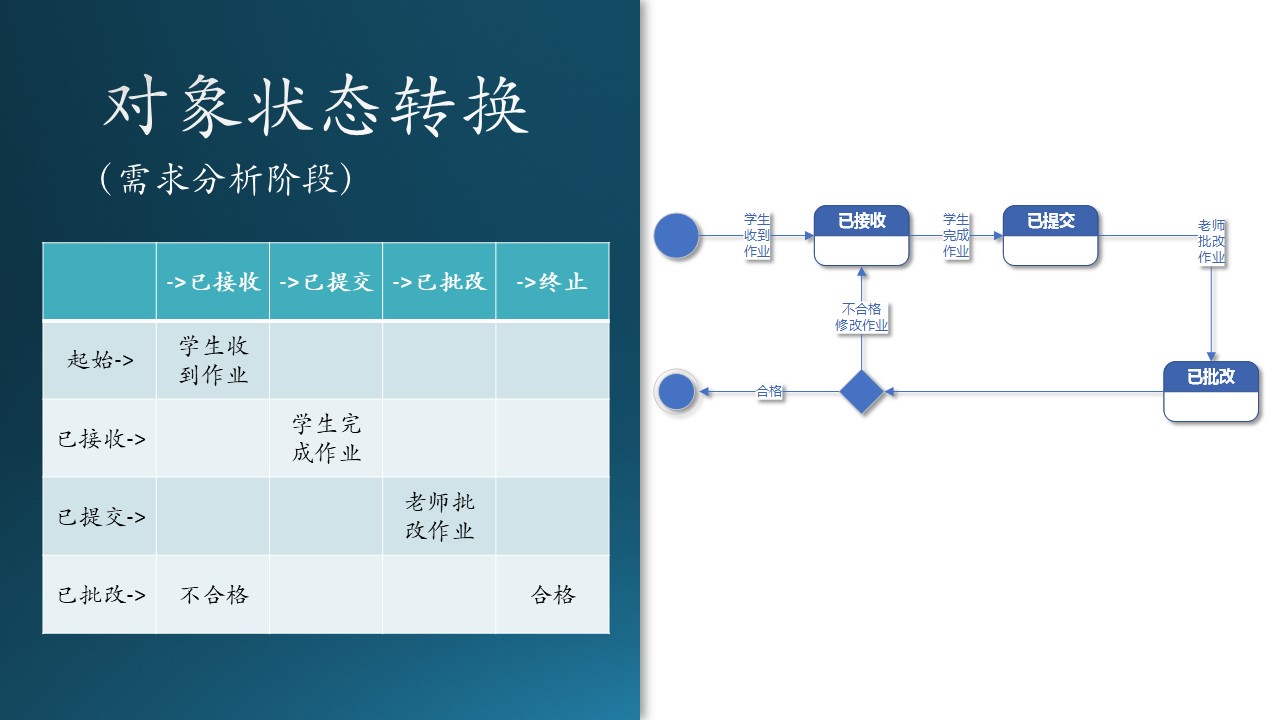 对象状态转换
（需求分析阶段）
->已接收 ->已提交 ->已批改 ->终止
起始-> 学生收
到作业
已接收-> 学生完
成作业
已提交-> 老师批
改作业
已批改-> 不合格 合格
学生
收到
作业
已接收
学生
完成
作业
已提交
老师
批改
作业
不合格
修改作业
已批改
合格